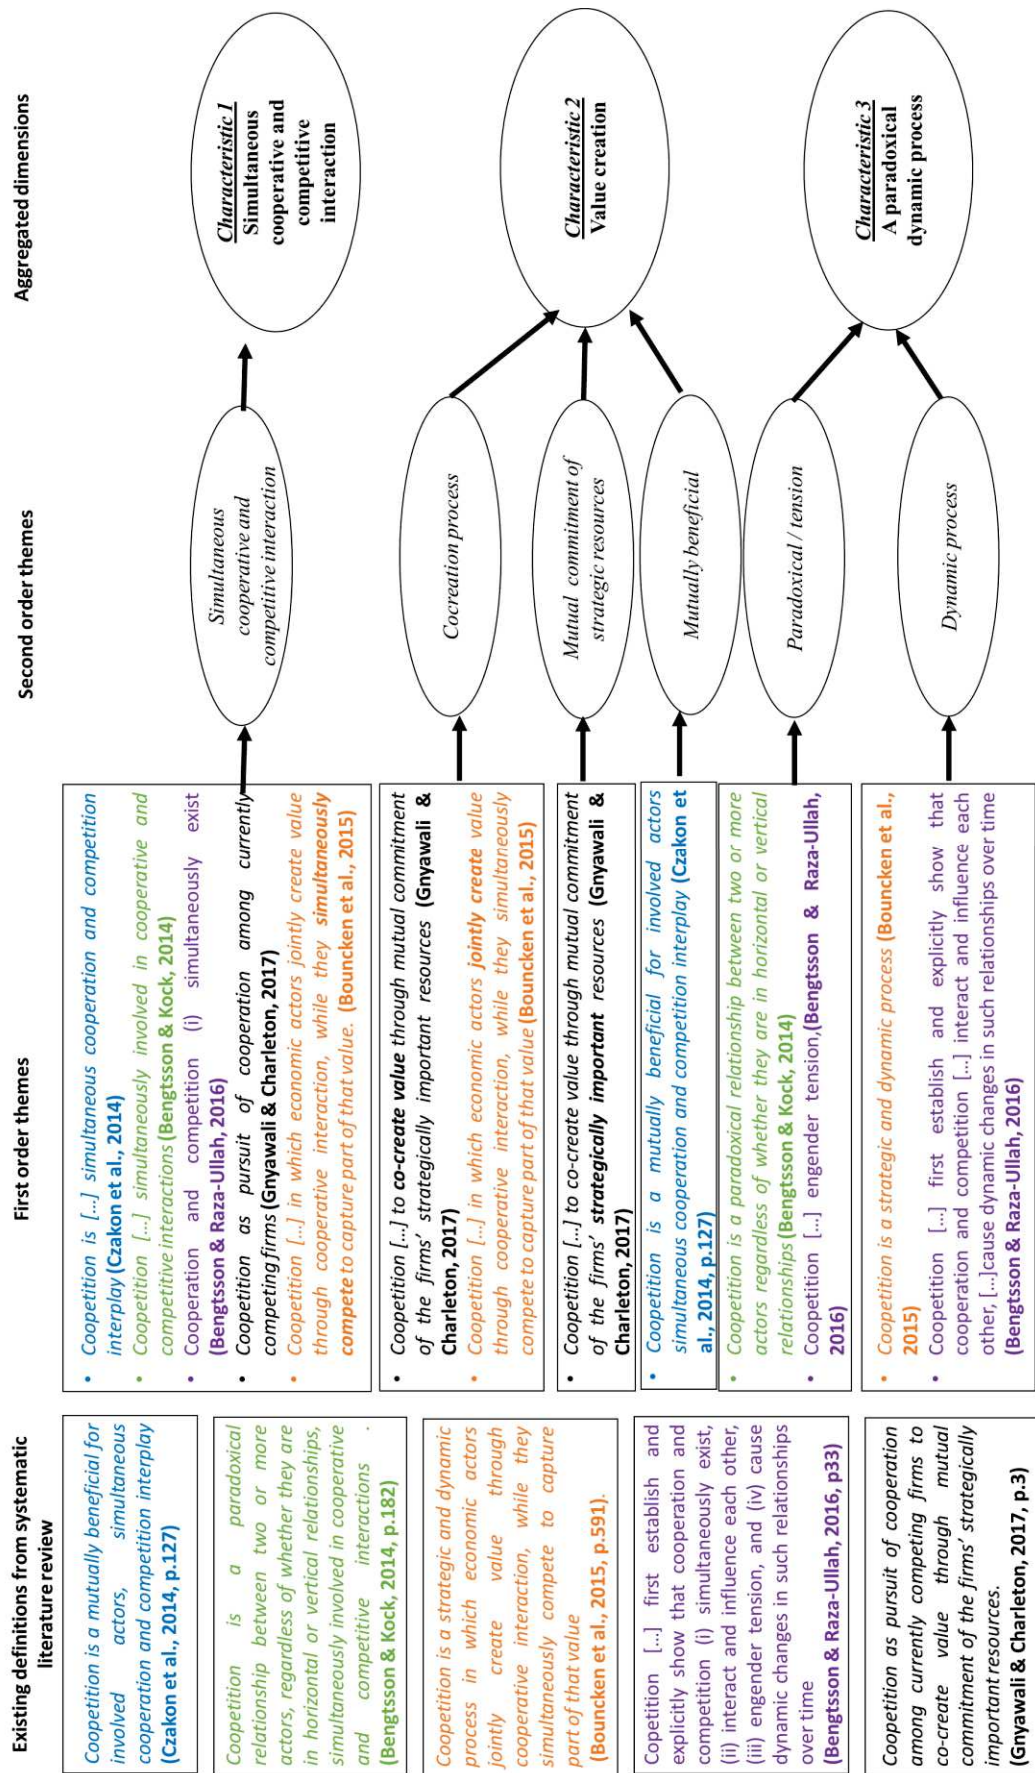 Existing definitions from systematic
literature review
Coopetition is a mutually beneficial for
involved actors, simultaneous
cooperation and competition interplay
(Czakon et al., 2014, p.127)
Coopetition is a paradoxical
relationship between two or more
actors, regardless of whether they are
in horizontal or vertical relationships,
simultaneously involved in cooperative
and competitive interactions .
(Bengtsson & Kock, 2014, p.182)
Coopetition is a strategic and dynamic
process in which economic actors
jointly create value through
cooperative interaction, while they
simultaneously compete to capture
part of that value
(Bouncken et al., 2015, p.591).
Copetition [...] first establish and
explicitly show that cooperation and
competition (i) simultaneously exist,
(ii) interact and influence each other,
(iii) engender tension, and (iv) cause
dynamic changes in such relationships
over time
(Bengtsson & Raza-Ullah, 2016, p33)
Coopetition as pursuit of cooperation
among currently competing firms to
co-create value through mutual
commitment of the firms' strategically
important resources.
(Gnyawali & Charleton, 2017, p.3)
First order themes
• Coopetition is [...] simultaneous cooperation and competition
interplay (Czakon et al., 2014)
• Coopetition [...] simultaneously involved in cooperative and
competitive interactions (Bengtsson & Kock, 2014)
• Cooperation and competition (i) simultaneously exist
(Bengtsson & Raza-Ullah, 2016)
• Coopetition as pursuit of cooperation among currently
competing firms (Gnyawali & Charleton, 2017)
• Coopetition [...] in which economic actors jointly create value
through cooperative interaction, while they simultaneously
compete to capture part of that value. (Bouncken et al., 2015)
• Coopetition [...] to co-create value through mutual commitment
of the firms' strategically important resources (Gnyawali &
Charleton, 2017)
• Coopetition [...] in which economic actors jointly create value
through cooperative interaction, while they simultaneously
compete to capture part of that value (Bouncken et al., 2015)
• Coopetition [...] to co-create value through mutual commitment
of the firms' strategically important resources (Gnyawali &
Charleton, 2017)
• Coopetition is a mutually beneficial for involved actors
simultaneous cooperation and competition interplay (Czakon et
al., 2014, p.127)
• Coopetition is a paradoxical relationship between two or more
actors regardless of whether they are in horizontal or vertical
relationships (Bengtsson & Kock, 2014)
• Coopetition [...] engender tension,(Bengtsson & Raza-Ullah,
2016)
• Coopetition is a strategic and dynamic process (Bouncken et al.,
2015)
• Coopetition [...] first establish and explicitly show that
cooperation and competition [...] interact and influence each
other, [...]cause dynamic changes in such relationships over time
(Bengtsson & Raza-Ullah, 2016)
Second order themes
Simultaneous
cooperative and
competitive interaction
Cocreation process
Mutual commitment of
strategic resources
Mutually beneficial
Paradoxical / tension
Dynamic process
Aggregated dimensions
Characteristic 1
Simultaneous
cooperative and
competitive
interaction
Characteristic 2
Value creation
Characteristic 3
A paradoxical
dynamic process